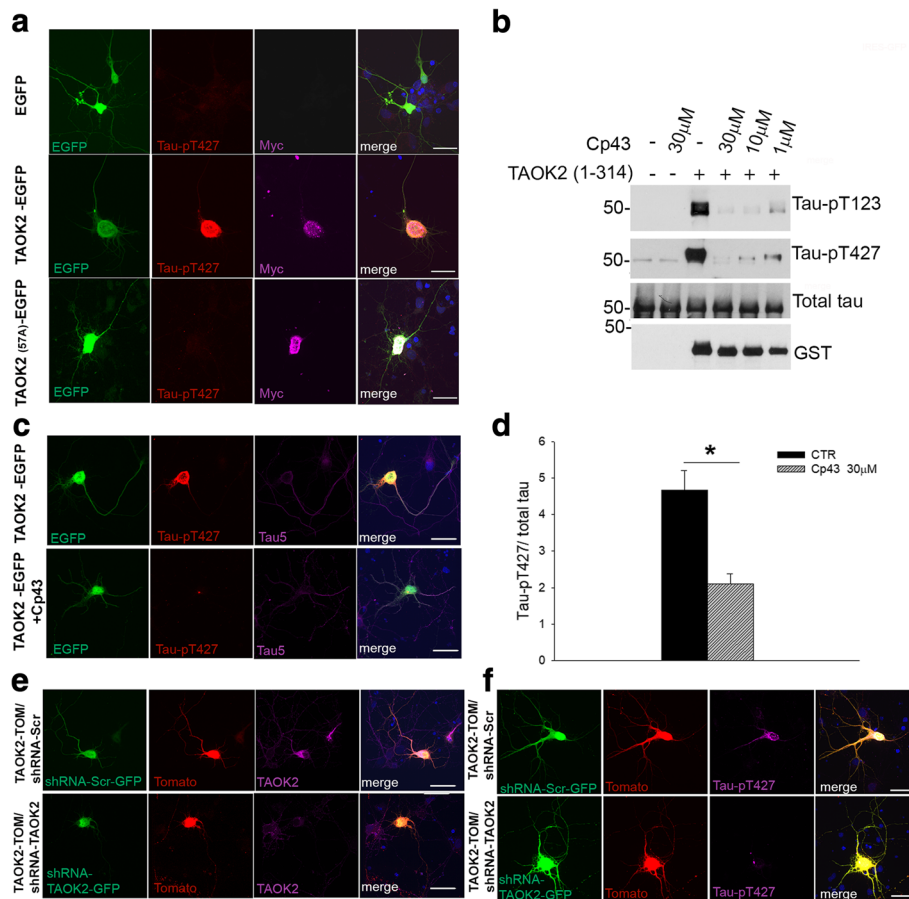 a
EGFP
EGFP
Tau-pT427
Myc
merge
TAOK2 -EGFP
EGFP
Tau-pT427
Myc
merge
TAOK2 (57A)-EGFP
EGFP
Tau-pT427
Myc
merge
b
Cp43 - 30μM - 30μM 10μM 1μM
TAOK2 (1-314) - - + + + +
50- Tau-pT123
50- Tau-pT427
50- Total tau
50- GST
c
TAOK2 -EGFP
EGFP
Tau-pT427
Tau5
merge
TAOK2 -EGFP
+Cp43
EGFP
Tau-pT427
Tau5
merge
d
Tau-pT427/ total tau
6
5
4
3
2
1
0
*
CTR
Cp43 30μM
e
TAOK2-TOM/
shRNA-Scr
shRNA-Scr-GFP
Tomato
TAOK2
merge
TAOK2-TOM/
shRNA-TAOK2
shRNA-
TAOK2-GFP
Tomato
TAOK2
merge
f
TAOK2-TOM/
shRNA-Scr
shRNA-Scr-GFP
Tomato
Tau-pT427
merge
TAOK2-TOM/
shRNA-TAOK2
shRNA-
TAOK2-GFP
Tomato
Tau-pT427
merge